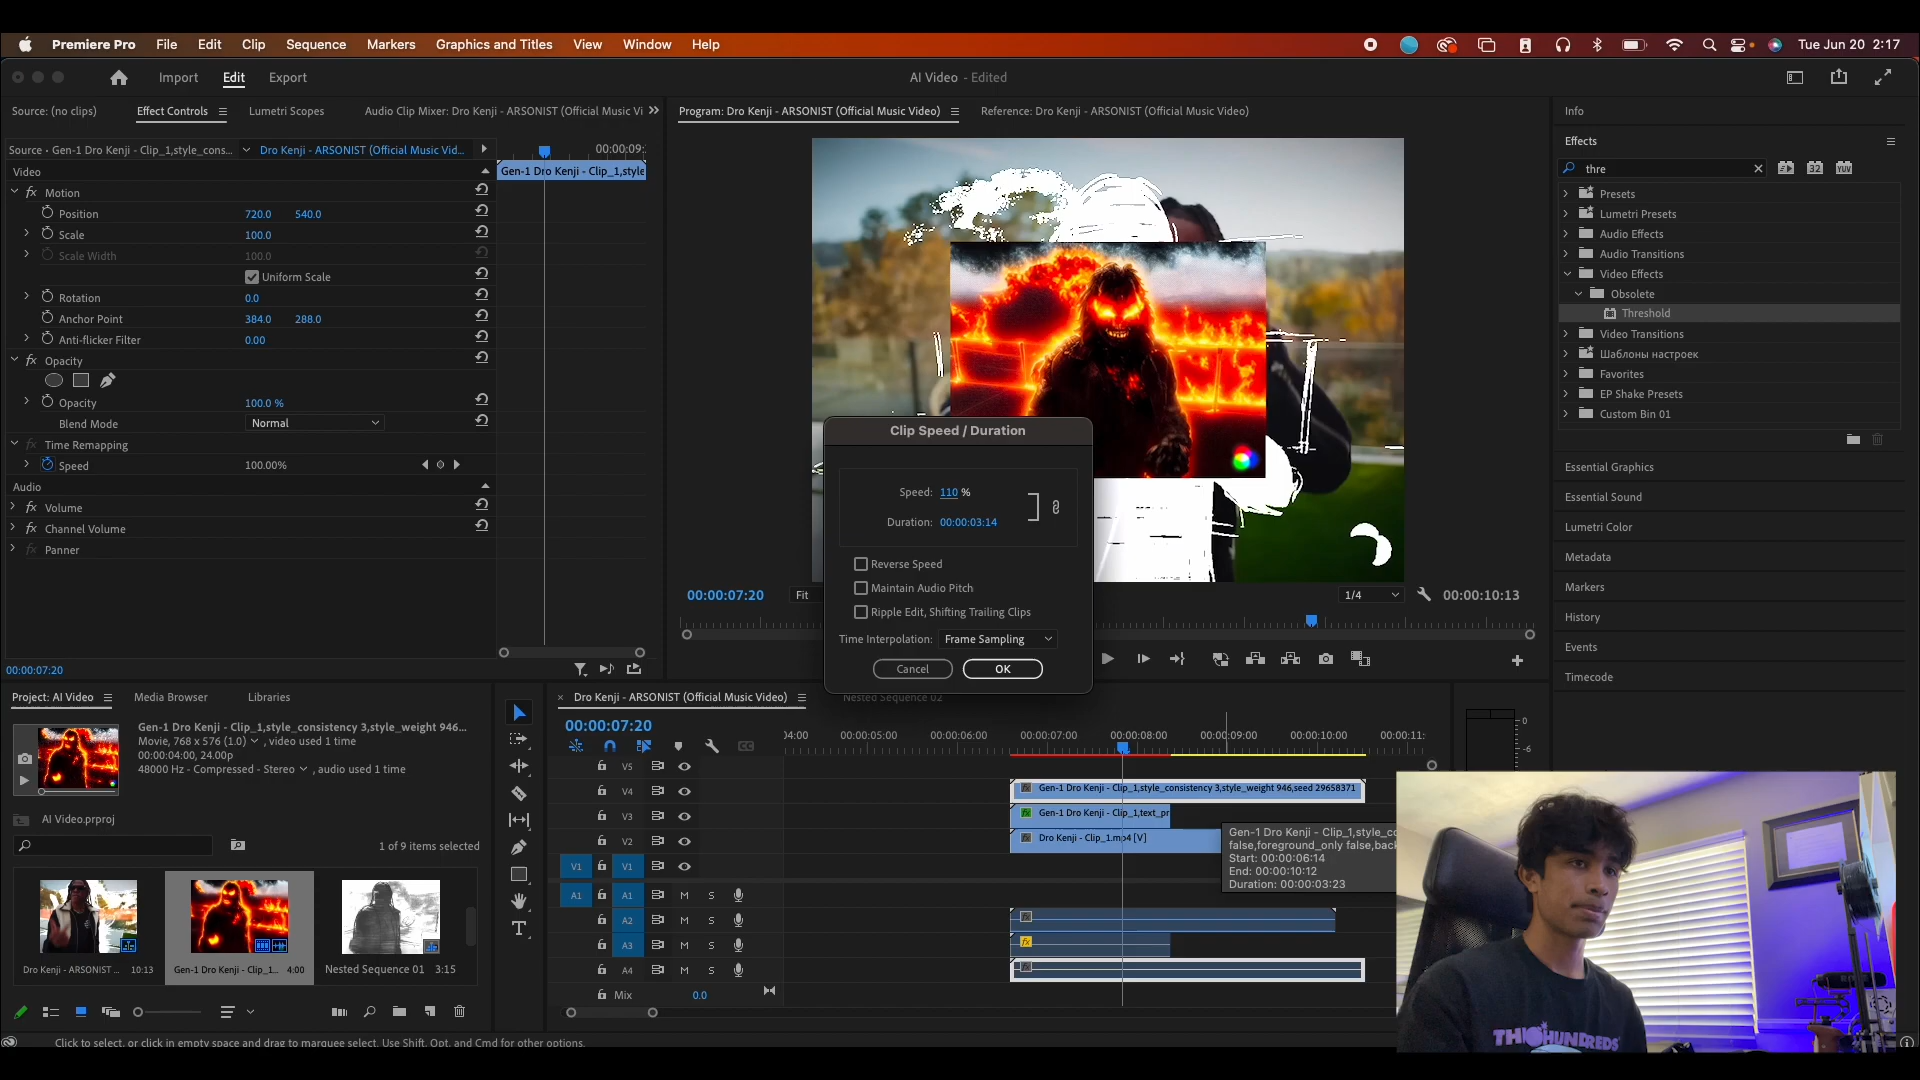 Premiere Pro File Edit Clip Sequence Markers Graphics and Titles View Window Help Tue Jun 20 2:17
Import Edit Export AI Video - Edited
Source: (no clips) Effect Controls Lumetri Scopes Audio Clip Mixer: Dro Kenji - ARSONIST (Official Music Vi
Program: Dro Kenji - ARSONIST (Official Music Video) Reference: Dro Kenji - ARSONIST (Official Music Video)
Source • Gen-1 Dro Kenji - Clip_1,style_cons... Dro Kenji - ARSONIST (Official Music Vid... 00:00:09:
Video
Gen-1 Dro Kenji - Clip_1,style
fx Motion
Position 720.0 540.0
Scale 100.0
Scale Width 100.0
Uniform Scale
Rotation 0.0
Anchor Point 384.0 288.0
Anti-flicker Filter 0.00
fx Opacity
Opacity 100.0 %
Blend Mode Normal
fx Time Remapping
Speed 100.00%
Audio
fx Volume
fx Channel Volume
fx Panner
00:00:07:20
Clip Speed / Duration
Speed: 110 %
Duration: 00:00:03:14
Reverse Speed
Maintain Audio Pitch
Ripple Edit, Shifting Trailing Clips
Time Interpolation: Frame Sampling
Cancel OK
00:00:07:20 Fit 1/4 00:00:10:13
Info
Effects
thre
32 YUV
Presets
Lumetri Presets
Audio Effects
Audio Transitions
Video Effects
Obsolete
Threshold
Video Transitions
Шаблоны настроек
Favorites
EP Shake Presets
Custom Bin 01
Essential Graphics
Essential Sound
Lumetri Color
Metadata
Markers
History
Events
Timecode
Project: AI Video Media Browser Libraries
Gen-1 Dro Kenji - Clip_1,style_consistency 3,style_weight 946...
Movie, 768 x 576 (1.0) , video used 1 time
00:00:04:00, 24.00p
48000 Hz - Compressed - Stereo , audio used 1 time
AI Video.prproj
1 of 9 items selected
Dro Kenji - ARSONIST ... 10:13
Gen-1 Dro Kenji - Clip_1... 4:00
Nested Sequence 01 3:15
Dro Kenji - ARSONIST (Official Music Video) Nested Sequence 02
00:00:07:20
04:00 00:00:05:00 00:00:06:00 00:00:07:00 00:00:08:00 00:00:09:00 00:00:10:00 00:00:11:
V5
V4 Gen-1 Dro Kenji - Clip_1,style_consistency 3,style_weight 946,seed 29658371
V3 Gen-1 Dro Kenji - Clip_1,text_pr
V2 Dro Kenji - Clip_1.mp4 [V]
V1 V1
A1 A1 M S
A2 M S
A3 M S fx
A4 M S
Mix 0.0
Gen-1 Dro Kenji - Clip_1,style_co
false,foreground_only false,back
Start: 00:00:06:14
End: 00:00:10:12
Duration: 00:00:03:23
0
-6
Click to select, or click in empty space and drag to marquee select. Use Shift, Opt, and Cmd for other options.